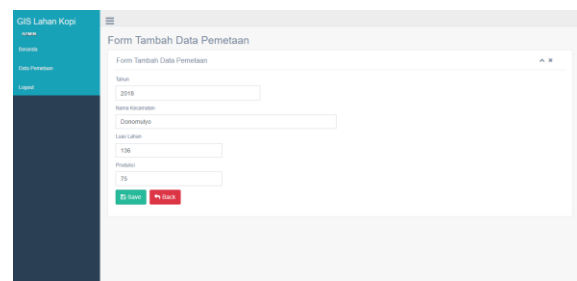 GIS Lahan Kopi
ADMIN
Beranda
Data Pemetaan
Logout
Form Tambah Data Pemetaan
Form Tambah Data Pemetaan
Tahun
2018
Nama Kecamatan
Donomulyo
Luas Lahan
136
Produksi
75
Save
Back